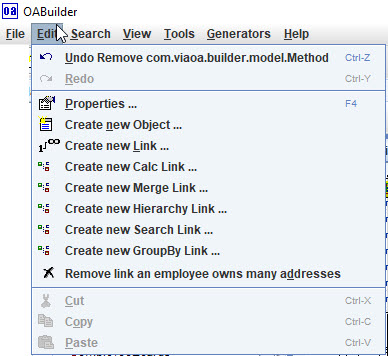 OABuilder
File Edit Search View Tools Generators Help
Undo Remove com.viaoa.builder.model.Method Ctrl-Z
Redo Ctrl-Y
Properties ... F4
Create new Object ...
Create new Link ...
Create new Calc Link ...
Create new Merge Link ...
Create new Hierarchy Link ...
Create new Search Link ...
Create new GroupBy Link ...
Remove link an employee owns many addresses
Cut Ctrl-X
Copy Ctrl-C
Paste Ctrl-V